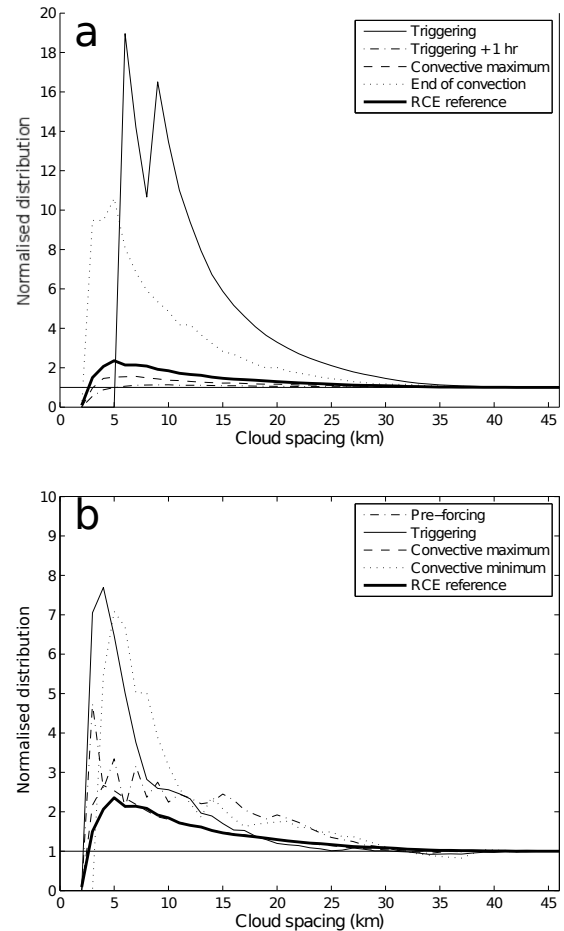 a
20
18
16
14
12
10
8
6
4
2
0
Normalised distribution
Triggering
Triggering +1 hr
Convective maximum
End of convection
RCE reference
0 5 10 15 20 25 30 35 40 45
Cloud spacing (km)
b
10
9
8
7
6
5
4
3
2
1
0
Normalised distribution
Pre−forcing
Triggering
Convective maximum
Convective minimum
RCE reference
0 5 10 15 20 25 30 35 40 45
Cloud spacing (km)